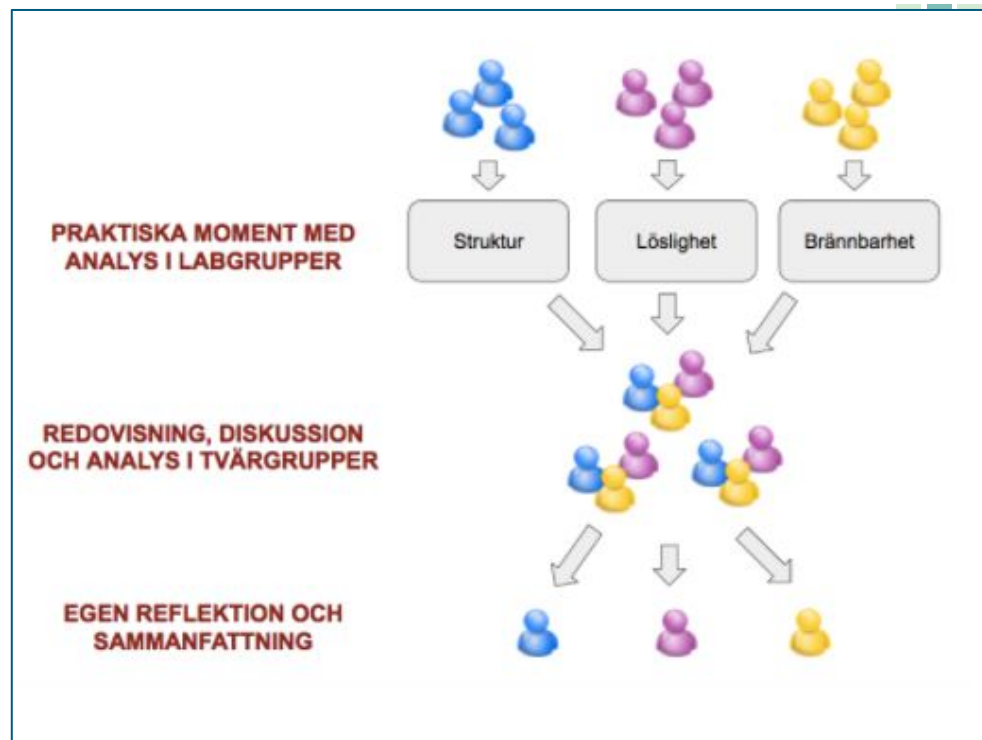 PRAKTISKA MOMENT MED
ANALYS I LABGRUPPER
Struktur
Löslighet
Brännbarhet
REDOVISNING, DISKUSSION
OCH ANALYS I TVÄRGRUPPER
EGEN REFLEKTION OCH
SAMMANFATTNING